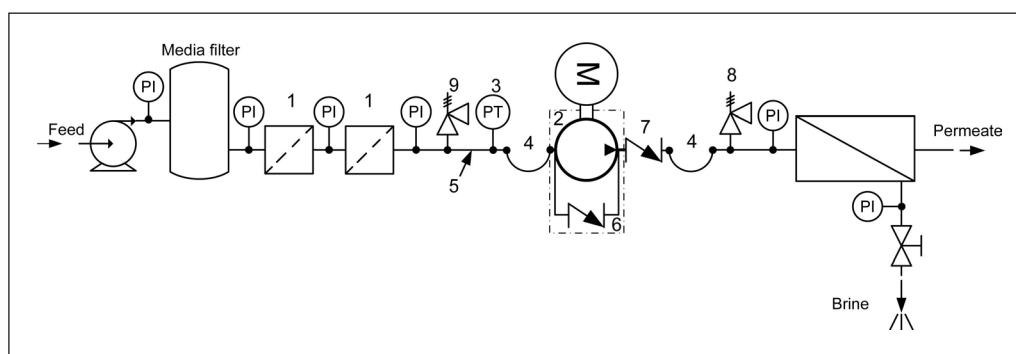 Media filter
PI
Feed
PI
1
PI
1
PI
9
3
PT
5
4
M
2
6
7
4
8
PI
Permeate
PI
Brine